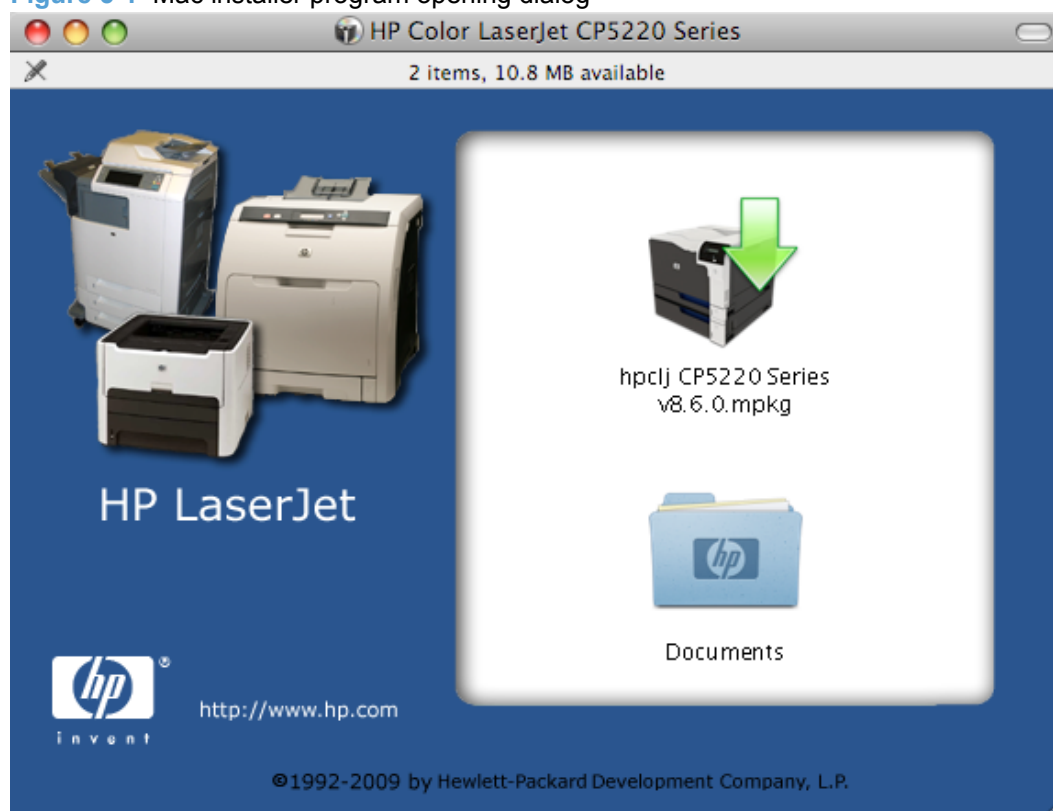 Mac installer program opening dialog
HP Color LaserJet CP5220 Series
2 items, 10.8 MB available
hpclj CP5220 Series
v8.6.0.mpkg
HP LaserJet
hp
Documents
hp
®
invent
http://www.hp.com
©1992-2009 by Hewlett-Packard Development Company, L.P.